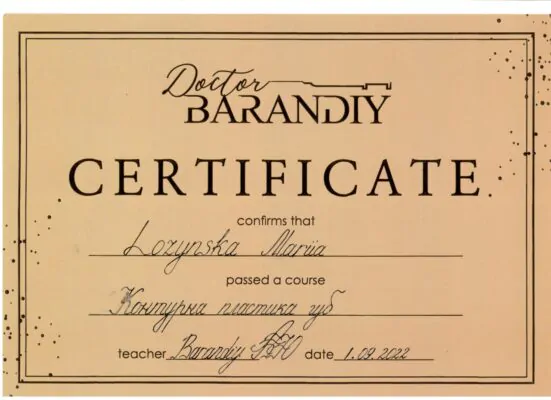 Doctor
BARANDIY
CERTIFICATE
confirms that
Lozynska Mariia
passed a course
Контурна пластика губ
teacher Barandiy date 1.09.2022